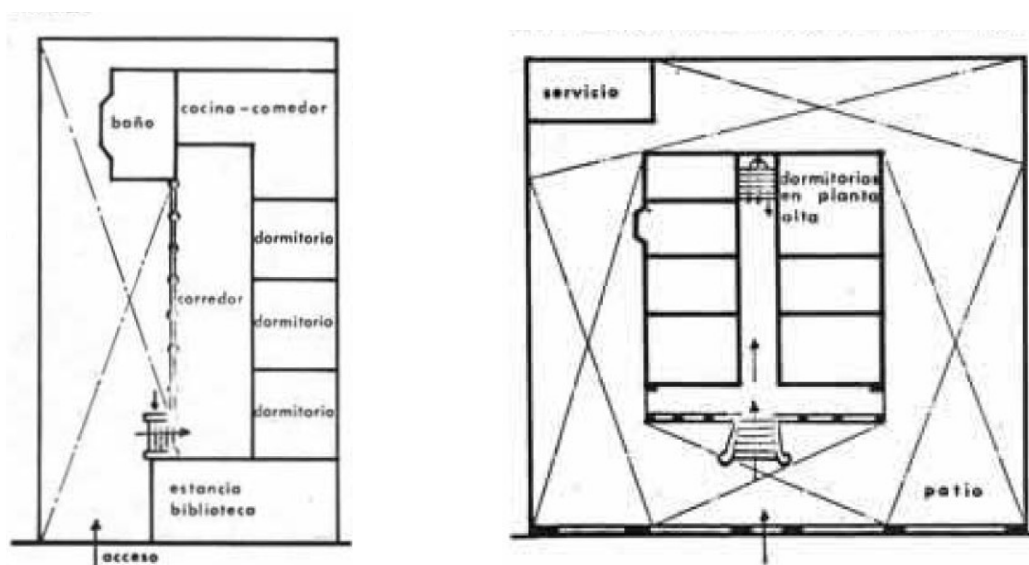 baño
cocina-comedor
dormitorio
corredor
dormitorio
dormitorio
estancia
biblioteca
acceso
servicio
dormitorios
en planta
alta
patio